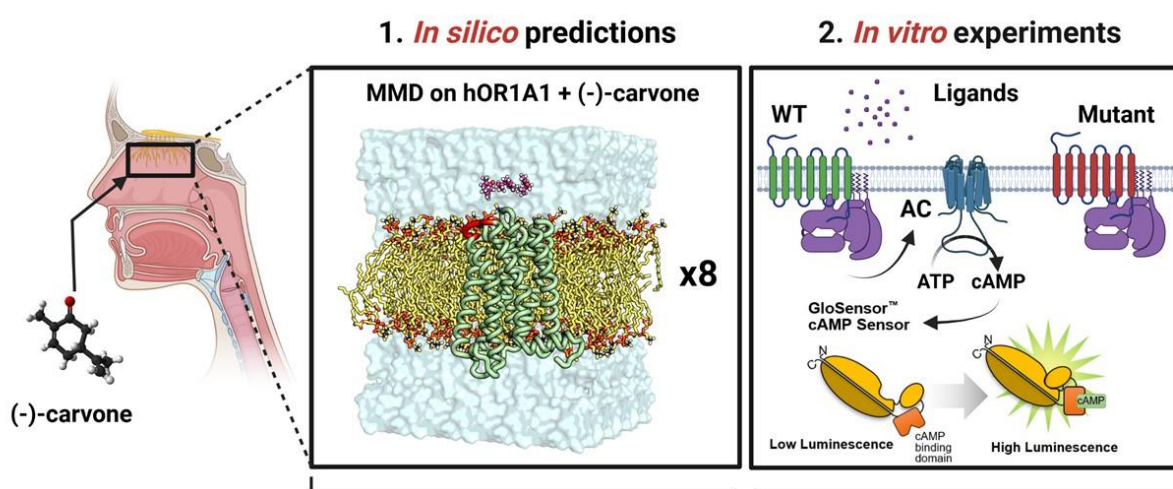 1. In silico predictions
2. In vitro experiments
MMD on hOR1A1 + (-)-carvone
x8
(-)-carvone
Ligands
WT
Mutant
AC
ATP
cAMP
GloSensor™
cAMP Sensor
N
C
N
C
cAMP
cAMP
binding
domain
Low Luminescence
High Luminescence